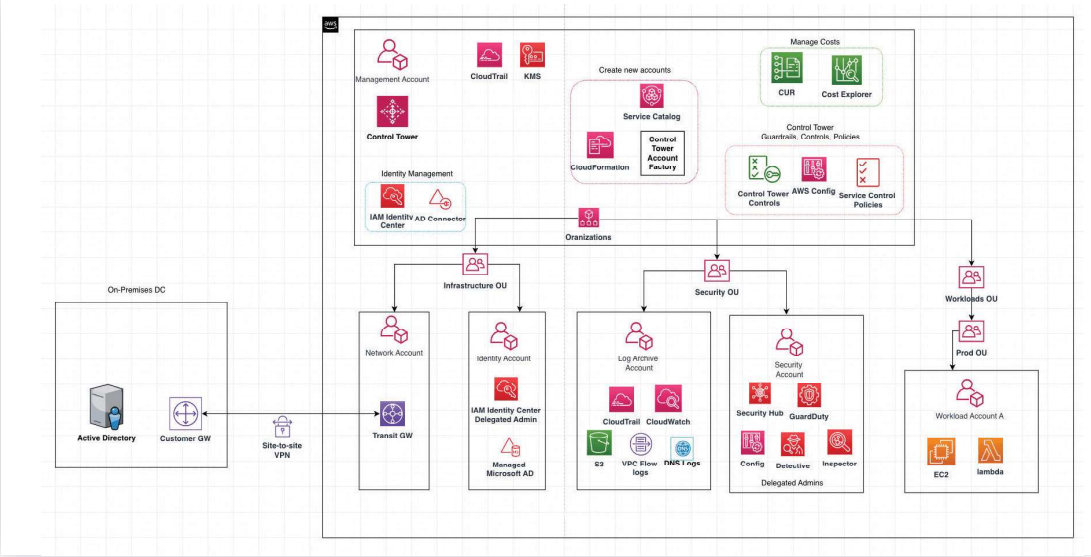 aws
Management Account
CloudTrail
KMS
Control Tower
Create new accounts
Service Catalog
CloudFormation
Control
Tower
Account
Factory
Manage Costs
CUR
Cost Explorer
Control Tower
Guardrails, Controls, Policies
Control Tower
Controls
AWS Config
Service Control
Policies
Identity Management
IAM Identity
Center
AD Connector
Oranizations
Infrastructure OU
Security OU
Workloads OU
Prod OU
On-Premises DC
Active Directory
Customer GW
Site-to-site
VPN
Network Account
Transit GW
Identity Account
IAM Identity Center
Delegated Admin
Managed
Microsoft AD
Log Archive
Account
CloudTrail
CloudWatch
S3
VPC Flow
logs
DNS
DNS Logs
Security
Account
Security Hub
GuardDuty
Config
Detective
Inspector
Delegated Admins
Workload Account A
EC2
lambda